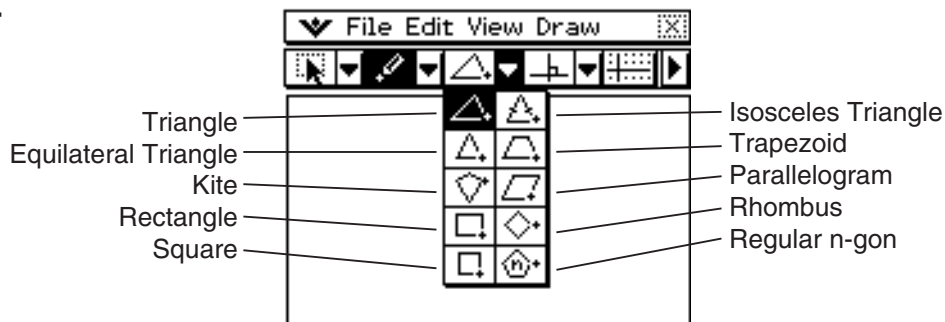 File Edit View Draw
Triangle
Equilateral Triangle
Kite
Rectangle
Square
Isosceles Triangle
Trapezoid
Parallelogram
Rhombus
Regular n-gon
n